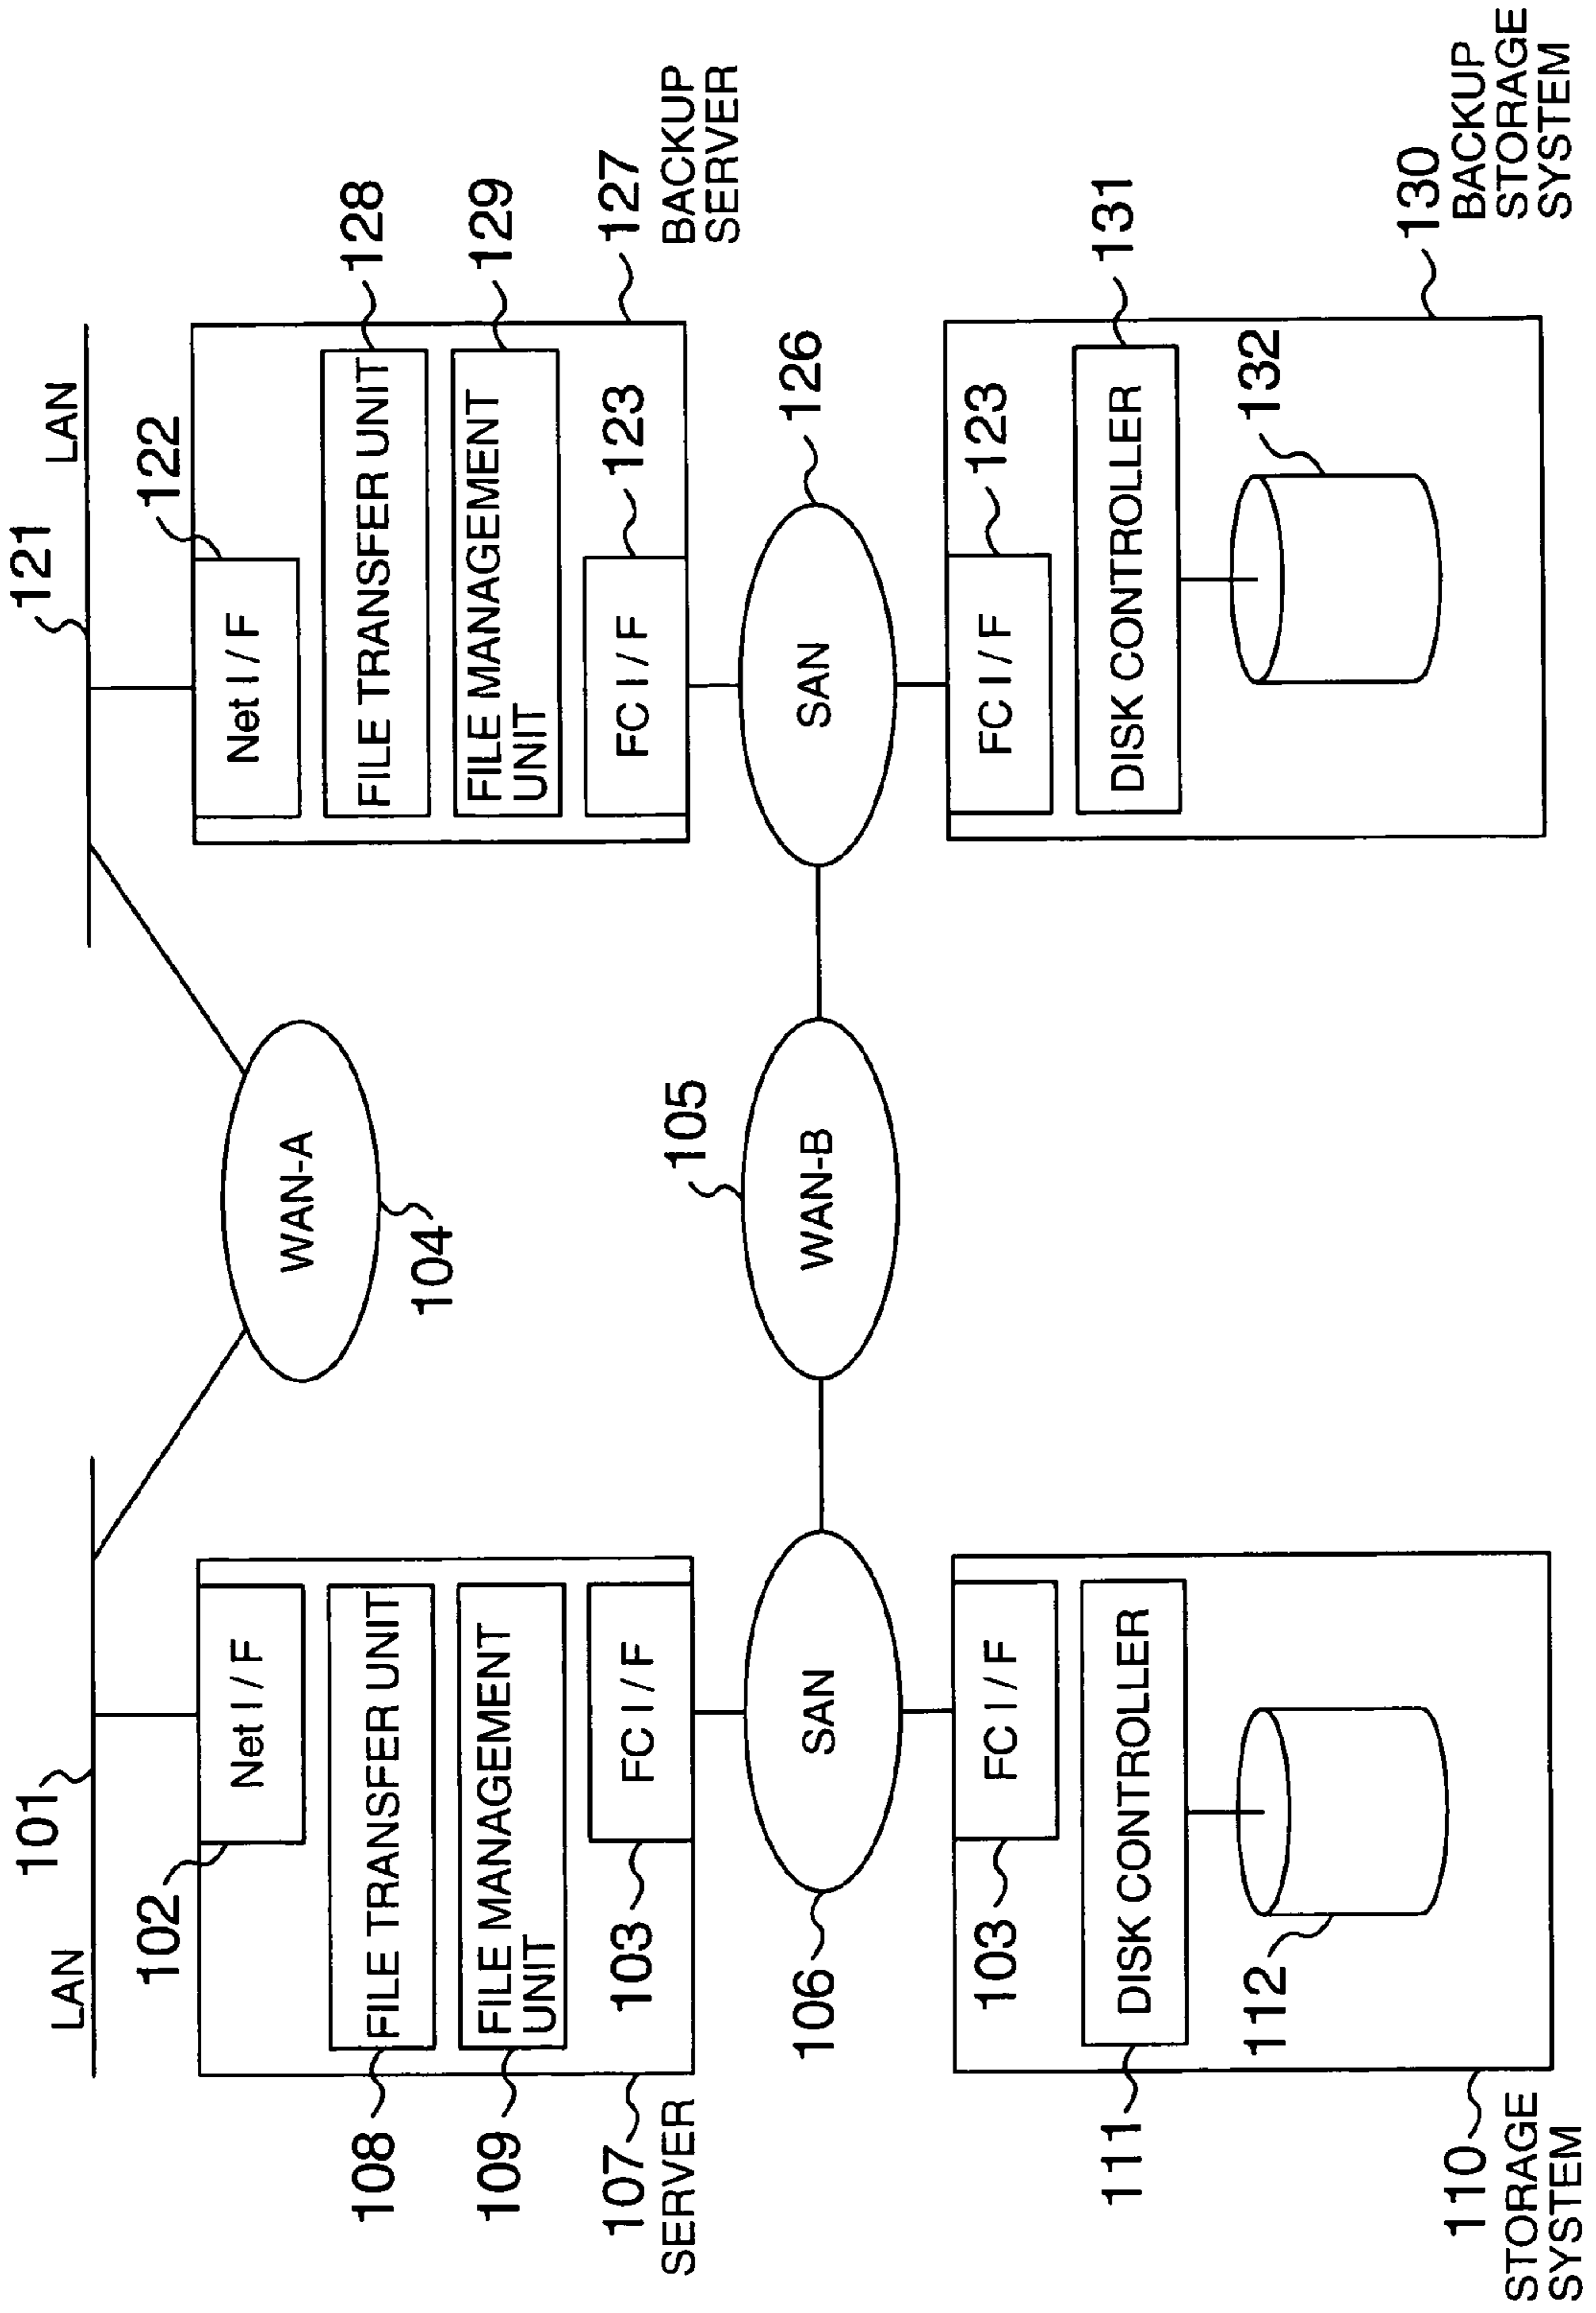 101
LAN
102
Net I / F
FILE TRANSFER UNIT
108
FILE MANAGEMENT
UNIT
109
FC I / F
103
107
SERVER
WAN-A
104
121
LAN
122
Net I / F
FILE TRANSFER UNIT
128
FILE MANAGEMENT
UNIT
129
FC I / F
123
127
BACKUP
SERVER
SAN
106
WAN-B
105
SAN
126
FC I / F
103
DISK CONTROLLER
111
112
110
STORAGE
SYSTEM
FC I / F
123
DISK CONTROLLER
131
132
130
BACKUP
STORAGE
SYSTEM